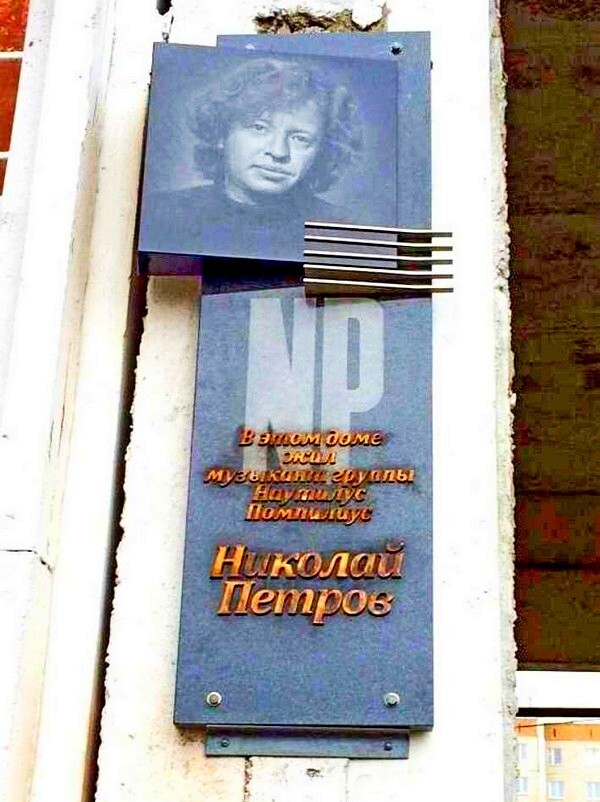 NP
В этом доме
жил
музыкант группы
Наутилус
Помпилиус
Николай
Петров